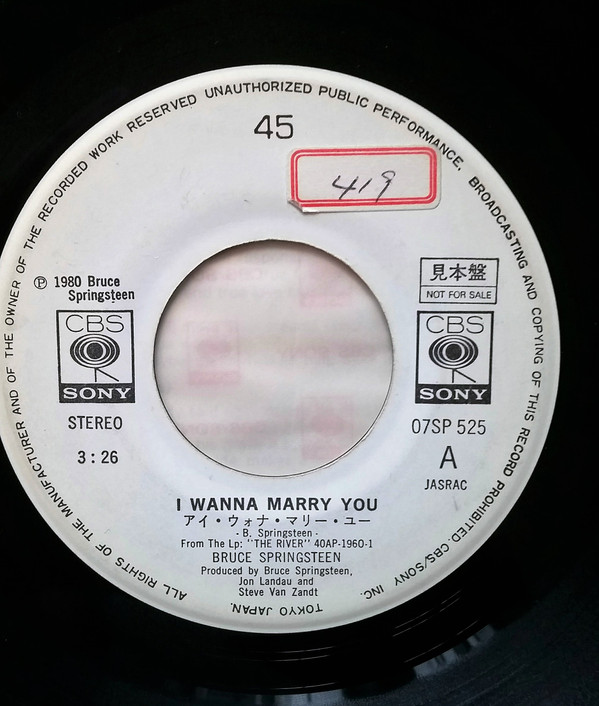 ALL RIGHTS OF THE MANUFACTURER AND OF THE OWNER OF THE RECORDED WORK RESERVED UNAUTHORIZED PUBLIC PERFORMANCE, BROADCASTING AND COPYING OF THIS RECORD PROHIBITED·CBS/SONY INC. TOKYO JAPAN.
45
419
℗ 1980 Bruce
Springsteen
CBS
SONY
STEREO
3:26
見本盤
NOT FOR SALE
CBS
SONY
07SP 525
A
JASRAC
I WANNA MARRY YOU
アイ・ウォナ・マリー・ユー
- B. Springsteen -
From The Lp: "THE RIVER" 40AP-1960-1
BRUCE SPRINGSTEEN
Produced by Bruce Springsteen,
Jon Landau and
Steve Van Zandt